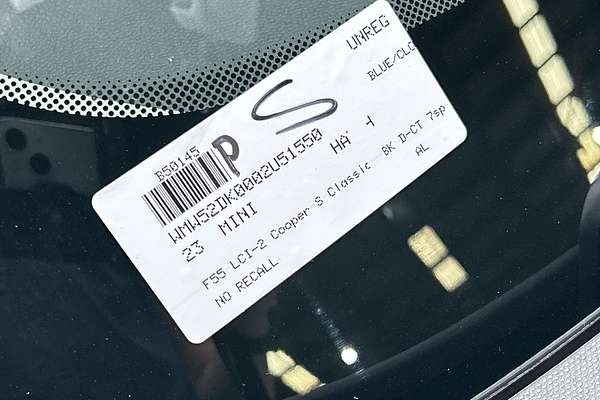 UNREG
BLUE/CLO
B50145
P S
WMW52DK0002U51550
HA
23 MINI
F55 LCI-2 Cooper S Classic BK D-CT 7sp
AL
NO RECALL